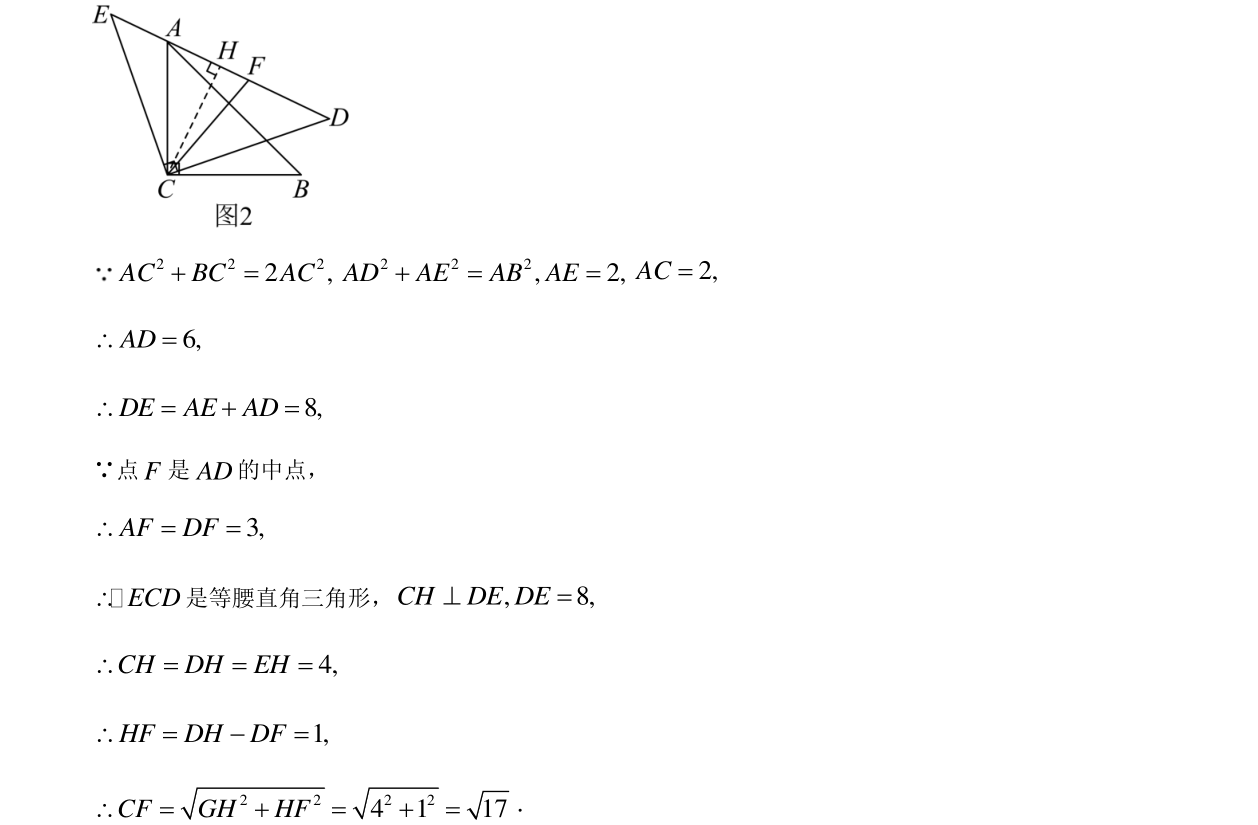 E
A
H
F
D
C
B
图2
∵ AC² + BC² = 2AC², AD² + AE² = AB², AE = 2, AC = 2,
∴ AD = 6,
∴ DE = AE + AD = 8,
∵点 F 是 AD 的中点,
∴ AF = DF = 3,
∴□ ECD 是等腰直角三角形, CH ⊥ DE, DE = 8,
∴ CH = DH = EH = 4,
∴ HF = DH − DF = 1,
∴ CF = √(GH² + HF²) = √(4² + 1²) = √17 .